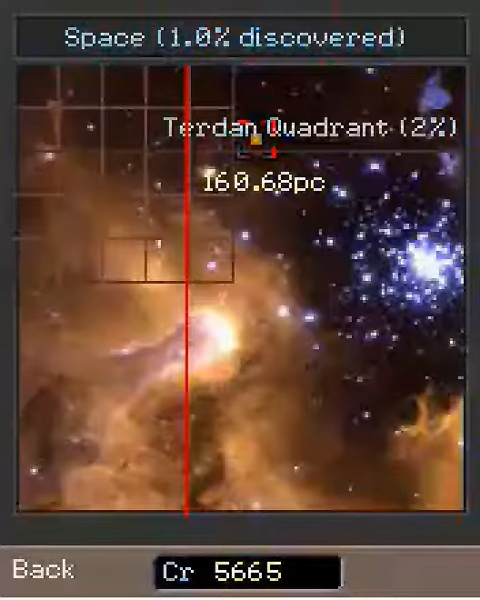 Space (1.0% discovered)
Terdan Quadrant (2%)
160.68pc
Back
Cr 5665